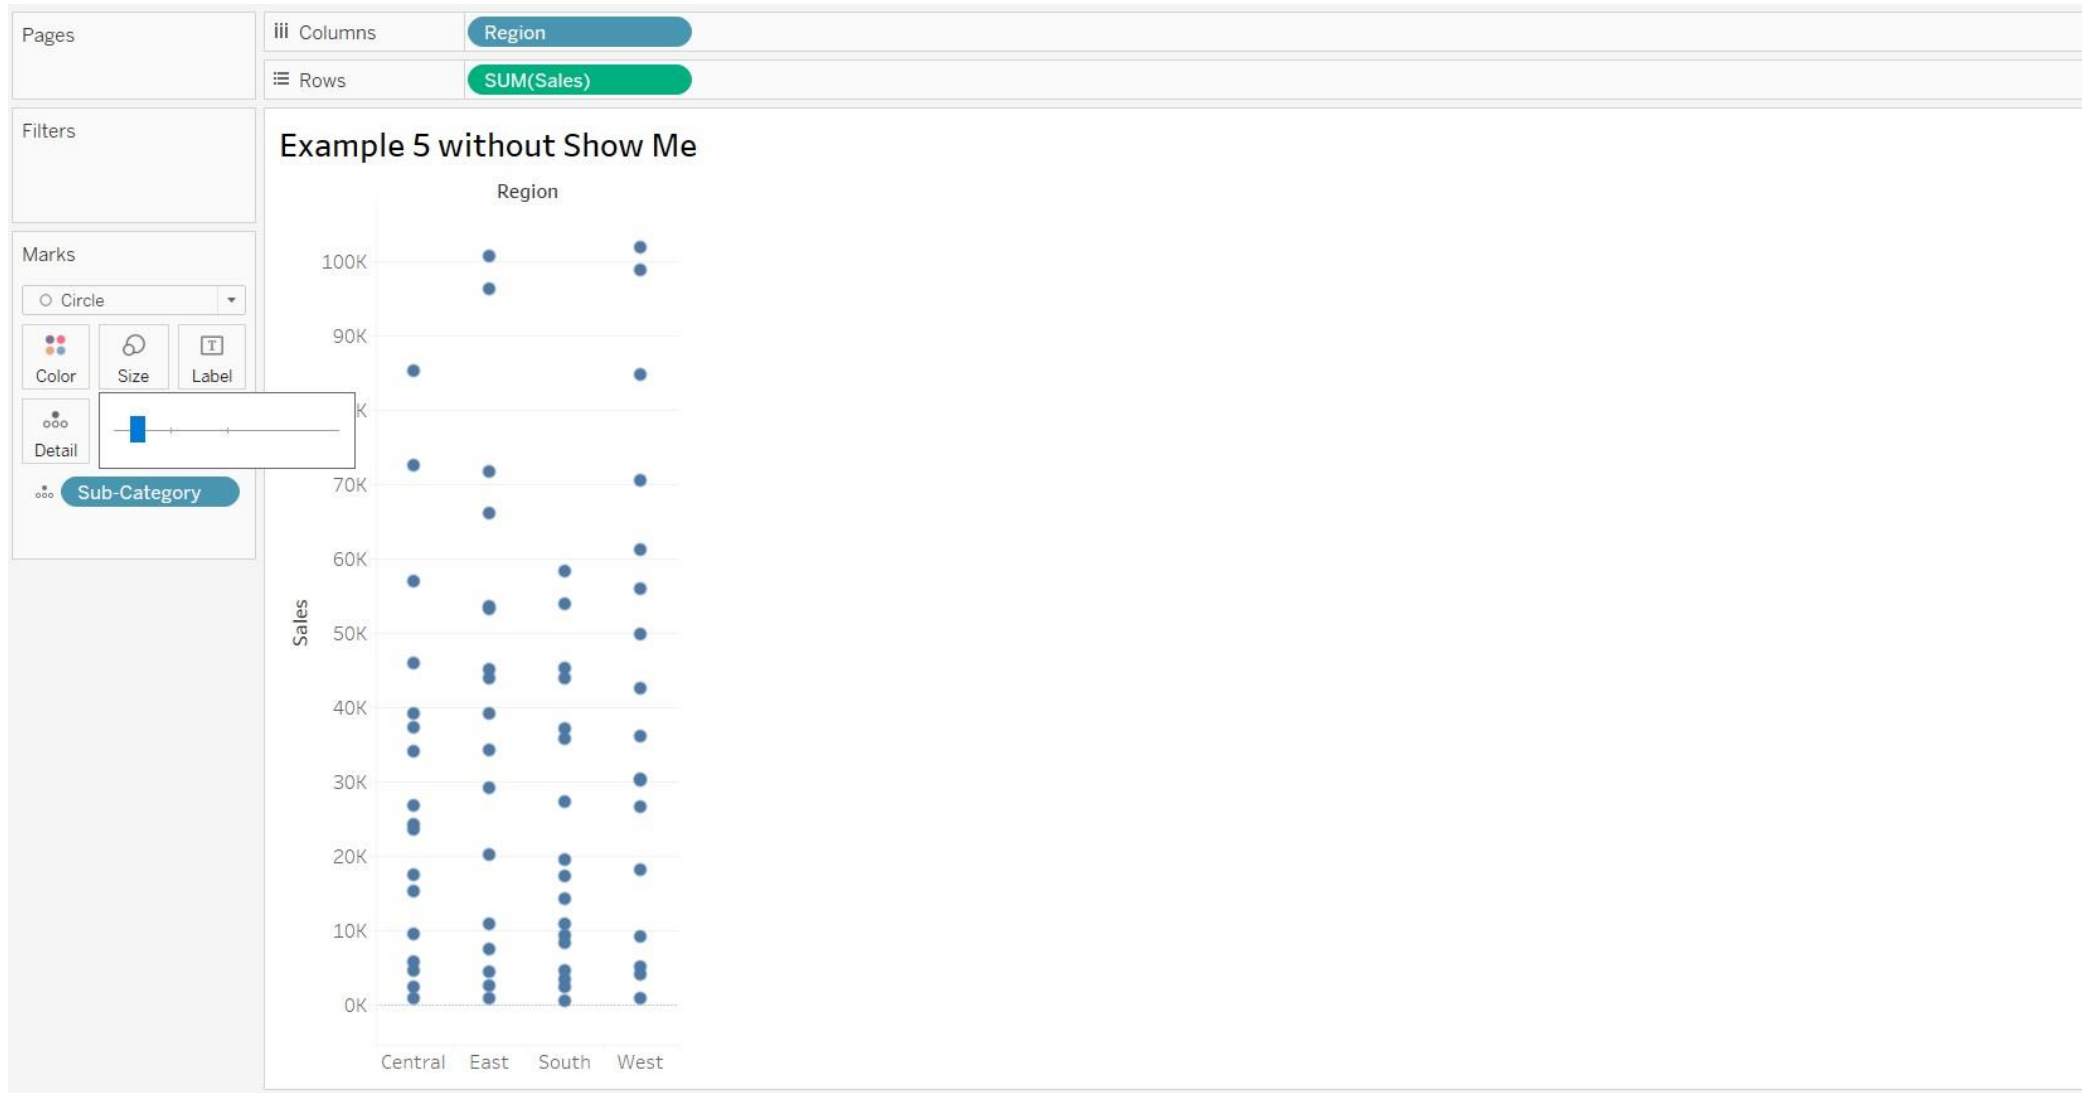 Pages
Columns
Region
Rows
SUM(Sales)
Filters
Example 5 without Show Me
Region
Marks
Circle
Color
Size
T
Label
Detail
Sub-Category
100K
90K
K
70K
60K
50K
40K
30K
20K
10K
0K
Sales
Central
East
South
West